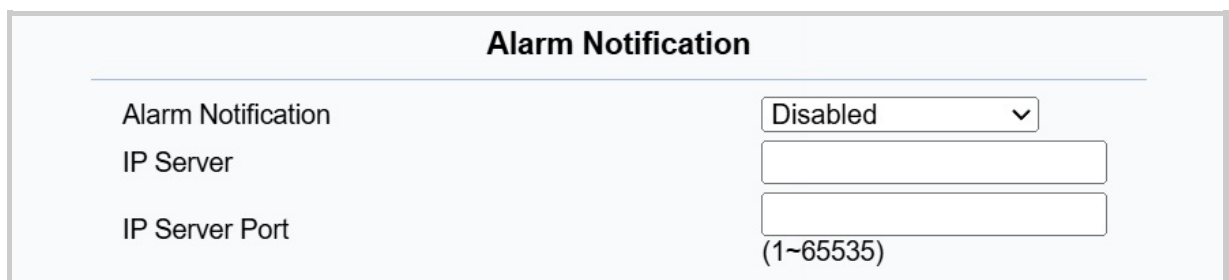 Alarm Notification
Alarm Notification Disabled
IP Server
IP Server Port
(1~65535)